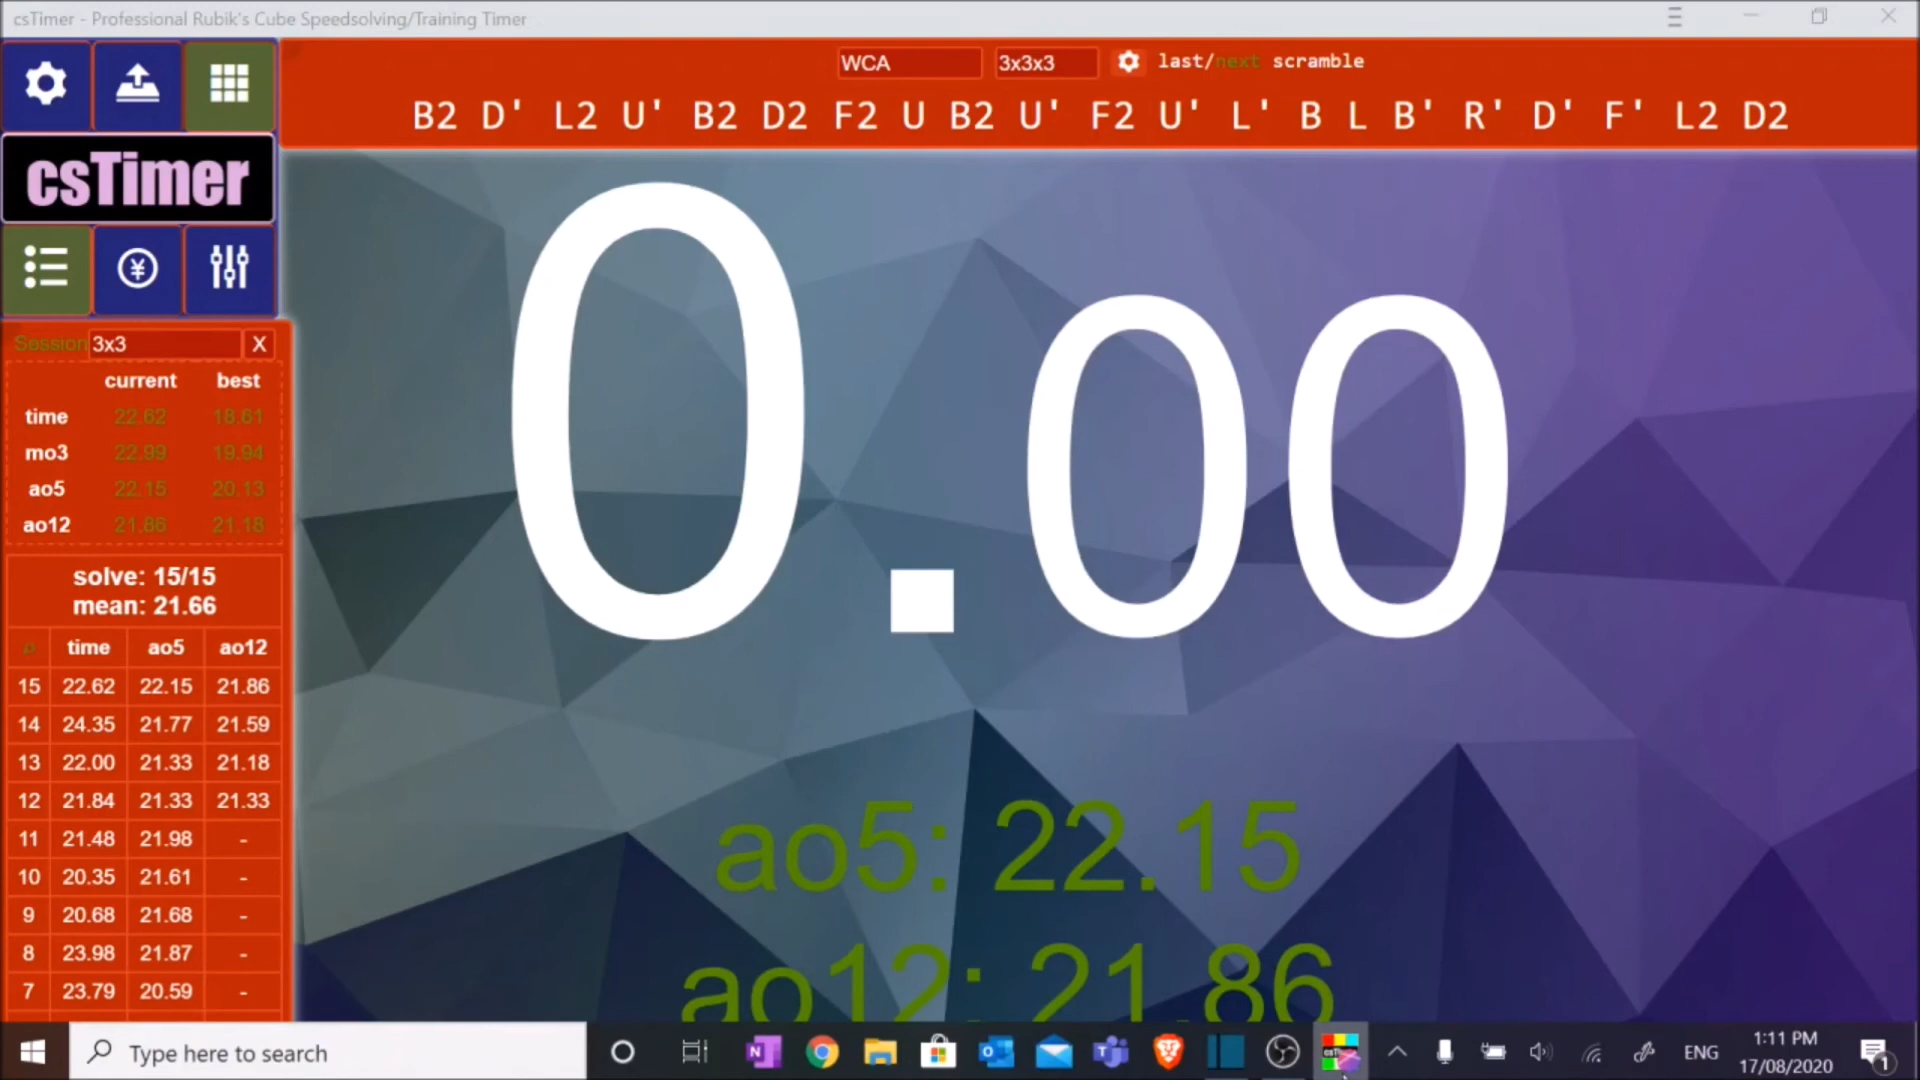 csTimer - Professional Rubik's Cube Speedsolving/Training Timer
WCA 3x3x3 last/next scramble
B2 D' L2 U' B2 D2 F2 U B2 U' F2 U' L' B L B' R' D' F' L2 D2
csTimer
Session 3x3 X
current best
time 22.62 18.61
mo3 22.99 19.94
ao5 22.15 20.13
ao12 21.86 21.18
solve: 15/15
mean: 21.66
time ao5 ao12
15 22.62 22.15 21.86
14 24.35 21.77 21.59
13 22.00 21.33 21.18
12 21.84 21.33 21.33
11 21.48 21.98 -
10 20.35 21.61 -
9 20.68 21.68 -
8 23.98 21.87 -
7 23.79 20.59 -
0.00
ao5: 22.15
ao12: 21.86
Type here to search
ENG
1:11 PM
17/08/2020
1